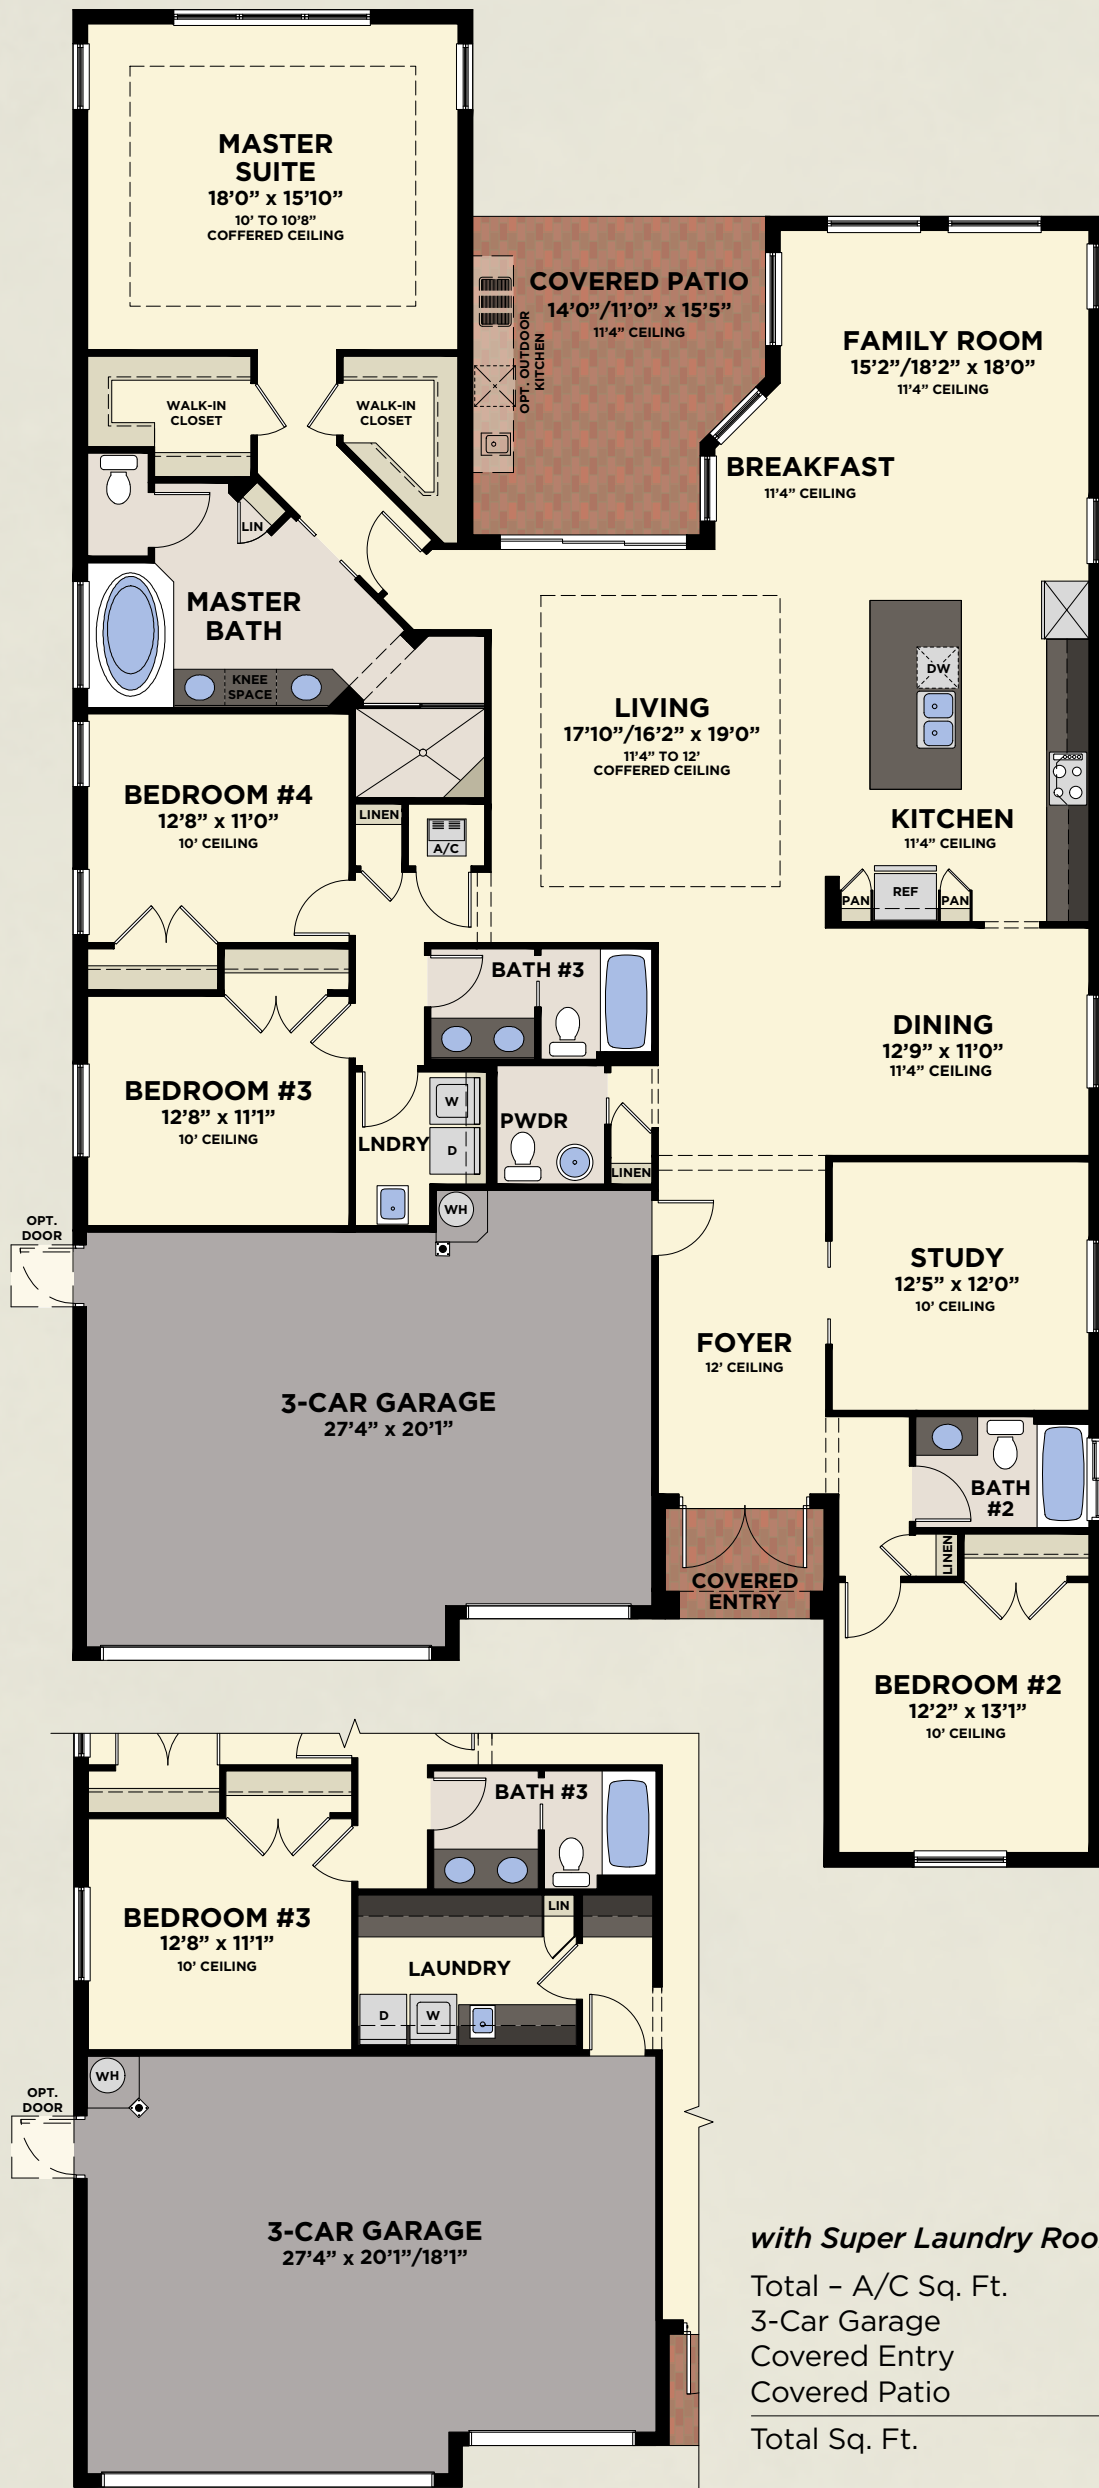 MASTER
SUITE
18'0" x 15'10"
10' TO 10'8"
COFFERED CEILING
COVERED PATIO
14'0"/11'0" x 15'5"
11'4" CEILING
OPT. OUTDOOR
KITCHEN
FAMILY ROOM
15'2"/18'2" x 18'0"
11'4" CEILING
WALK-IN
CLOSET
WALK-IN
CLOSET
BREAKFAST
11'4" CEILING
LIN
MASTER
BATH
KNEE
SPACE
DW
LIVING
17'10"/16'2" x 19'0"
11'4" TO 12'
COFFERED CEILING
BEDROOM #4
12'8" x 11'0"
10' CEILING
LINEN
A/C
KITCHEN
11'4" CEILING
PAN
REF
PAN
BATH #3
DINING
12'9" x 11'0"
11'4" CEILING
BEDROOM #3
12'8" x 11'1"
10' CEILING
W
D
LNDRY
PWDR
LINEN
WH
OPT.
DOOR
STUDY
12'5" x 12'0"
10' CEILING
FOYER
12' CEILING
3-CAR GARAGE
27'4" x 20'1"
BATH
#2
LINEN
COVERED
ENTRY
BEDROOM #2
12'2" x 13'1"
10' CEILING
BATH #3
BEDROOM #3
12'8" x 11'1"
10' CEILING
LIN
LAUNDRY
D
W
WH
OPT.
DOOR
3-CAR GARAGE
27'4" x 20'1"/18'1"
with Super Laundry Roo
Total – A/C Sq. Ft.
3-Car Garage
Covered Entry
Covered Patio
Total Sq. Ft.